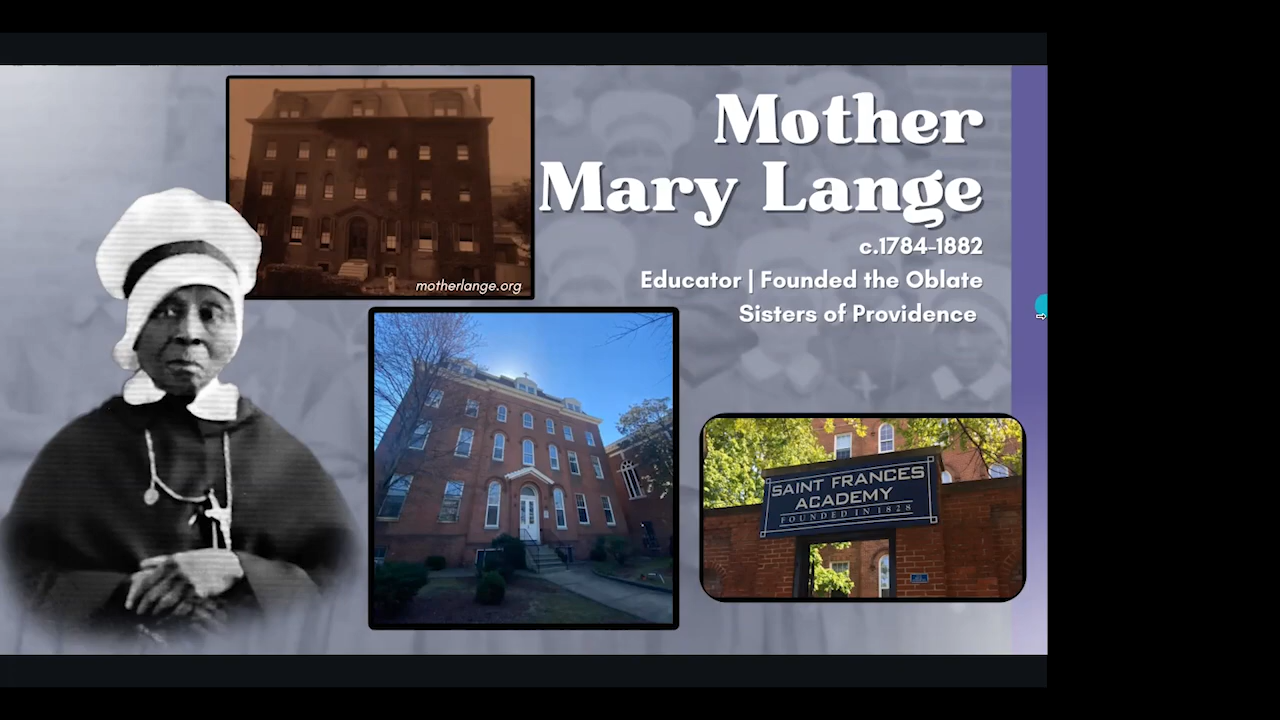 Mother
Mary Lange
c.1784-1882
Educator | Founded the Oblate
Sisters of Providence
motherlange.org
SAINT FRANCES
ACADEMY
FOUNDED IN 1828